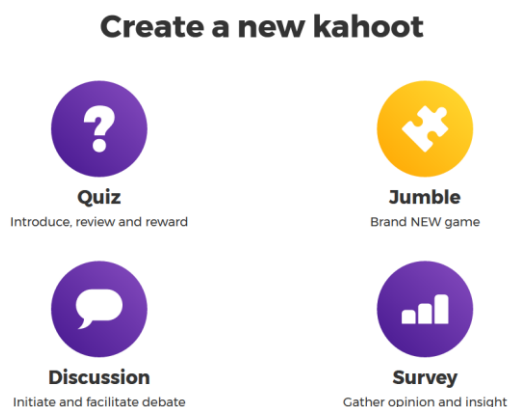 Create a new kahoot
Quiz
Introduce, review and reward
Jumble
Brand NEW game
Discussion
Initiate and facilitate debate
Survey
Gather opinion and insight